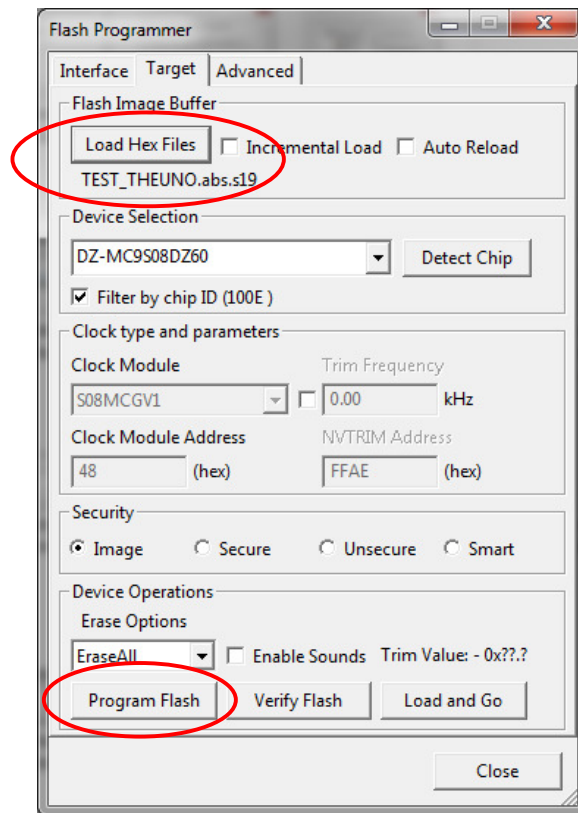 Flash Programmer
Interface Target Advanced
Flash Image Buffer
Load Hex Files Incremental Load Auto Reload
TEST_THEUNO.abs.s19
Device Selection
DZ-MC9S08DZ60 Detect Chip
Filter by chip ID (100E )
Clock type and parameters
Clock Module Trim Frequency
S08MCGV1 0.00 kHz
Clock Module Address NVTRIM Address
48 (hex) FFAE (hex)
Security
Image Secure Unsecure Smart
Device Operations
Erase Options
EraseAll Enable Sounds Trim Value: - 0x??.?
Program Flash Verify Flash Load and Go
Close